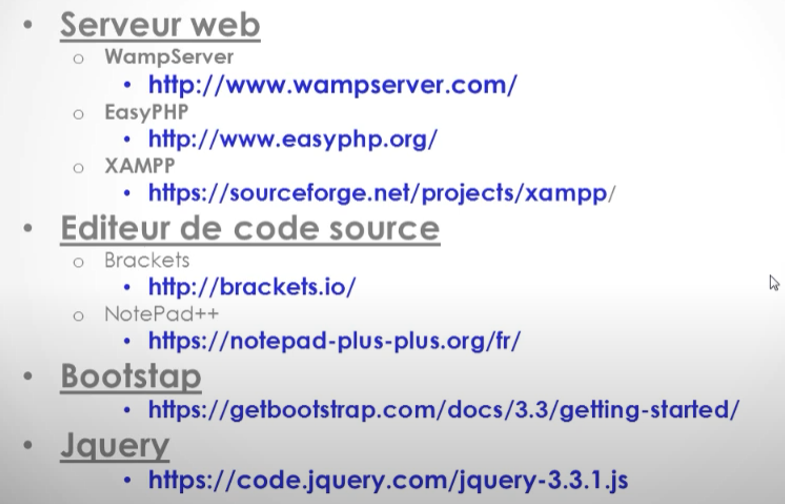 • Serveur web
o WampServer
• http://www.wampserver.com/
o EasyPHP
• http://www.easyphp.org/
o XAMPP
• https://sourceforge.net/projects/xampp/
• Editeur de code source
o Brackets
• http://brackets.io/
o NotePad++
• https://notepad-plus-plus.org/fr/
• Bootstap
• https://getbootstrap.com/docs/3.3/getting-started/
• Jquery
• https://code.jquery.com/jquery-3.3.1.js